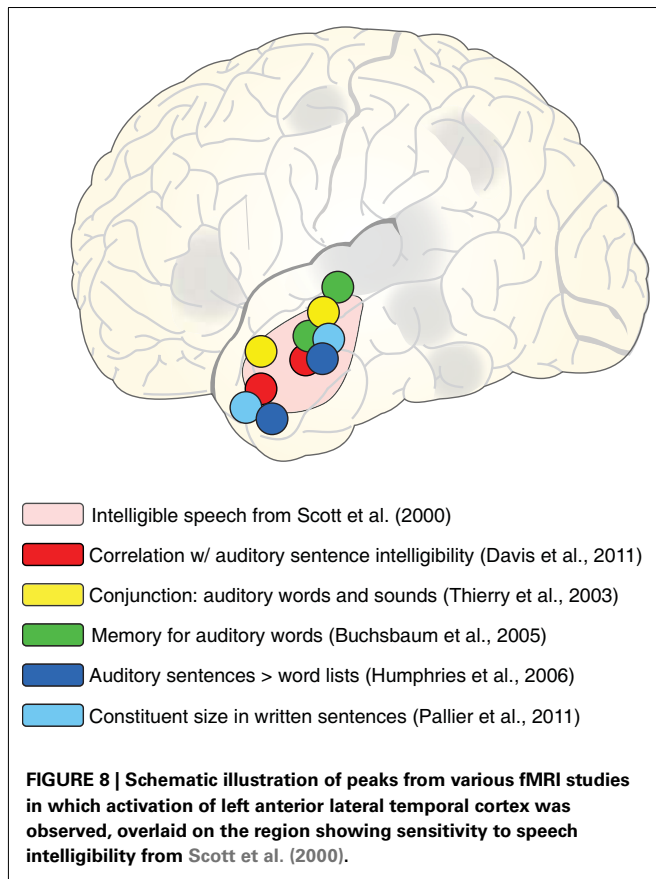 Intelligible speech from Scott et al. (2000)
Correlation w/ auditory sentence intelligibility (Davis et al., 2011)
Conjunction: auditory words and sounds (Thierry et al., 2003)
Memory for auditory words (Buchsbaum et al., 2005)
Auditory sentences > word lists (Humphries et al., 2006)
Constituent size in written sentences (Pallier et al., 2011)
FIGURE 8 | Schematic illustration of peaks from various fMRI studies
in which activation of left anterior lateral temporal cortex was
observed, overlaid on the region showing sensitivity to speech
intelligibility from Scott et al. (2000).